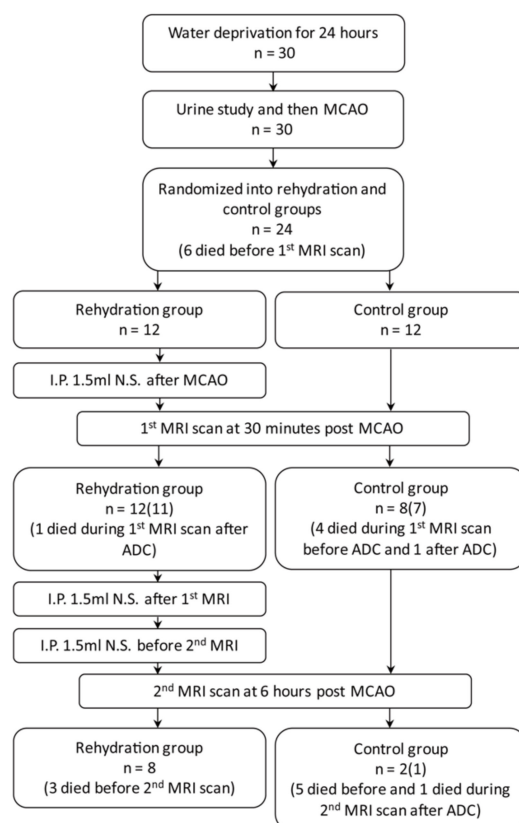 Water deprivation for 24 hours
n = 30
Urine study and then MCAO
n = 30
Randomized into rehydration and
control groups
n = 24
(6 died before 1st MRI scan)
Rehydration group
n = 12
Control group
n = 12
I.P. 1.5ml N.S. after MCAO
1st MRI scan at 30 minutes post MCAO
Rehydration group
n = 12(11)
(1 died during 1st MRI scan after
ADC)
Control group
n = 8(7)
(4 died during 1st MRI scan
before ADC and 1 after ADC)
I.P. 1.5ml N.S. after 1st MRI
I.P. 1.5ml N.S. before 2nd MRI
2nd MRI scan at 6 hours post MCAO
Rehydration group
n = 8
(3 died before 2nd MRI scan)
Control group
n = 2(1)
(5 died before and 1 died during
2nd MRI scan after ADC)